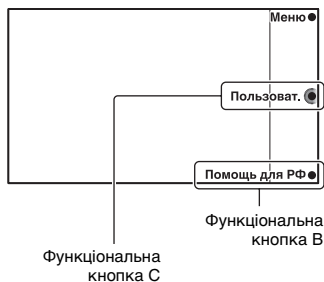 Меню
Пользоват.
Помощь для РФ
Функціональна
кнопка B
Функціональна
кнопка C